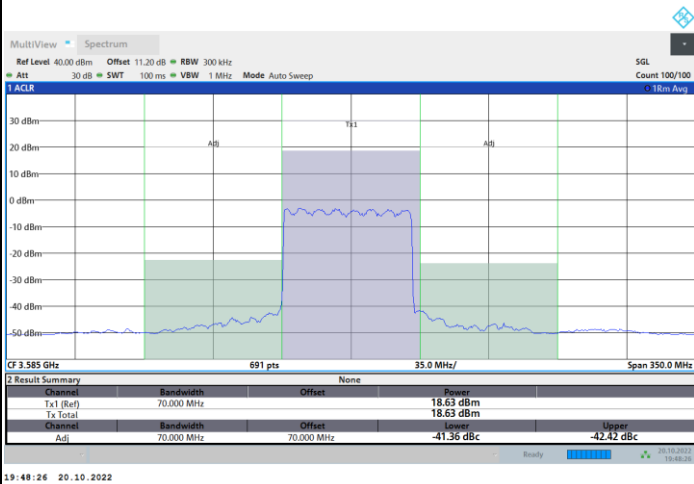 MultiView Spectrum
Ref Level 40.00 dBm Offset 11.20 dB RBW 300 kHz SGL
Att 30 dB SWT 100 ms VBW 1 MHz Mode Auto Sweep Count 100/100
1 ACLR 1Rm Avg
30 dBm
Tx1
20 dBm
Adj Adj
10 dBm
0 dBm
-10 dBm
-20 dBm
-30 dBm
-40 dBm
-50 dBm
CF 3.585 GHz 691 pts 35.0 MHz/ Span 350.0 MHz
2 Result Summary None
Channel Bandwidth Offset Power
Tx1 (Ref) 70.000 MHz 18.63 dBm
Tx Total 18.63 dBm
Channel Bandwidth Offset Lower Upper
Adj 70.000 MHz 70.000 MHz -41.36 dBc -42.42 dBc
Ready 20.10.2022
19:48:26
19:48:26 20.10.2022